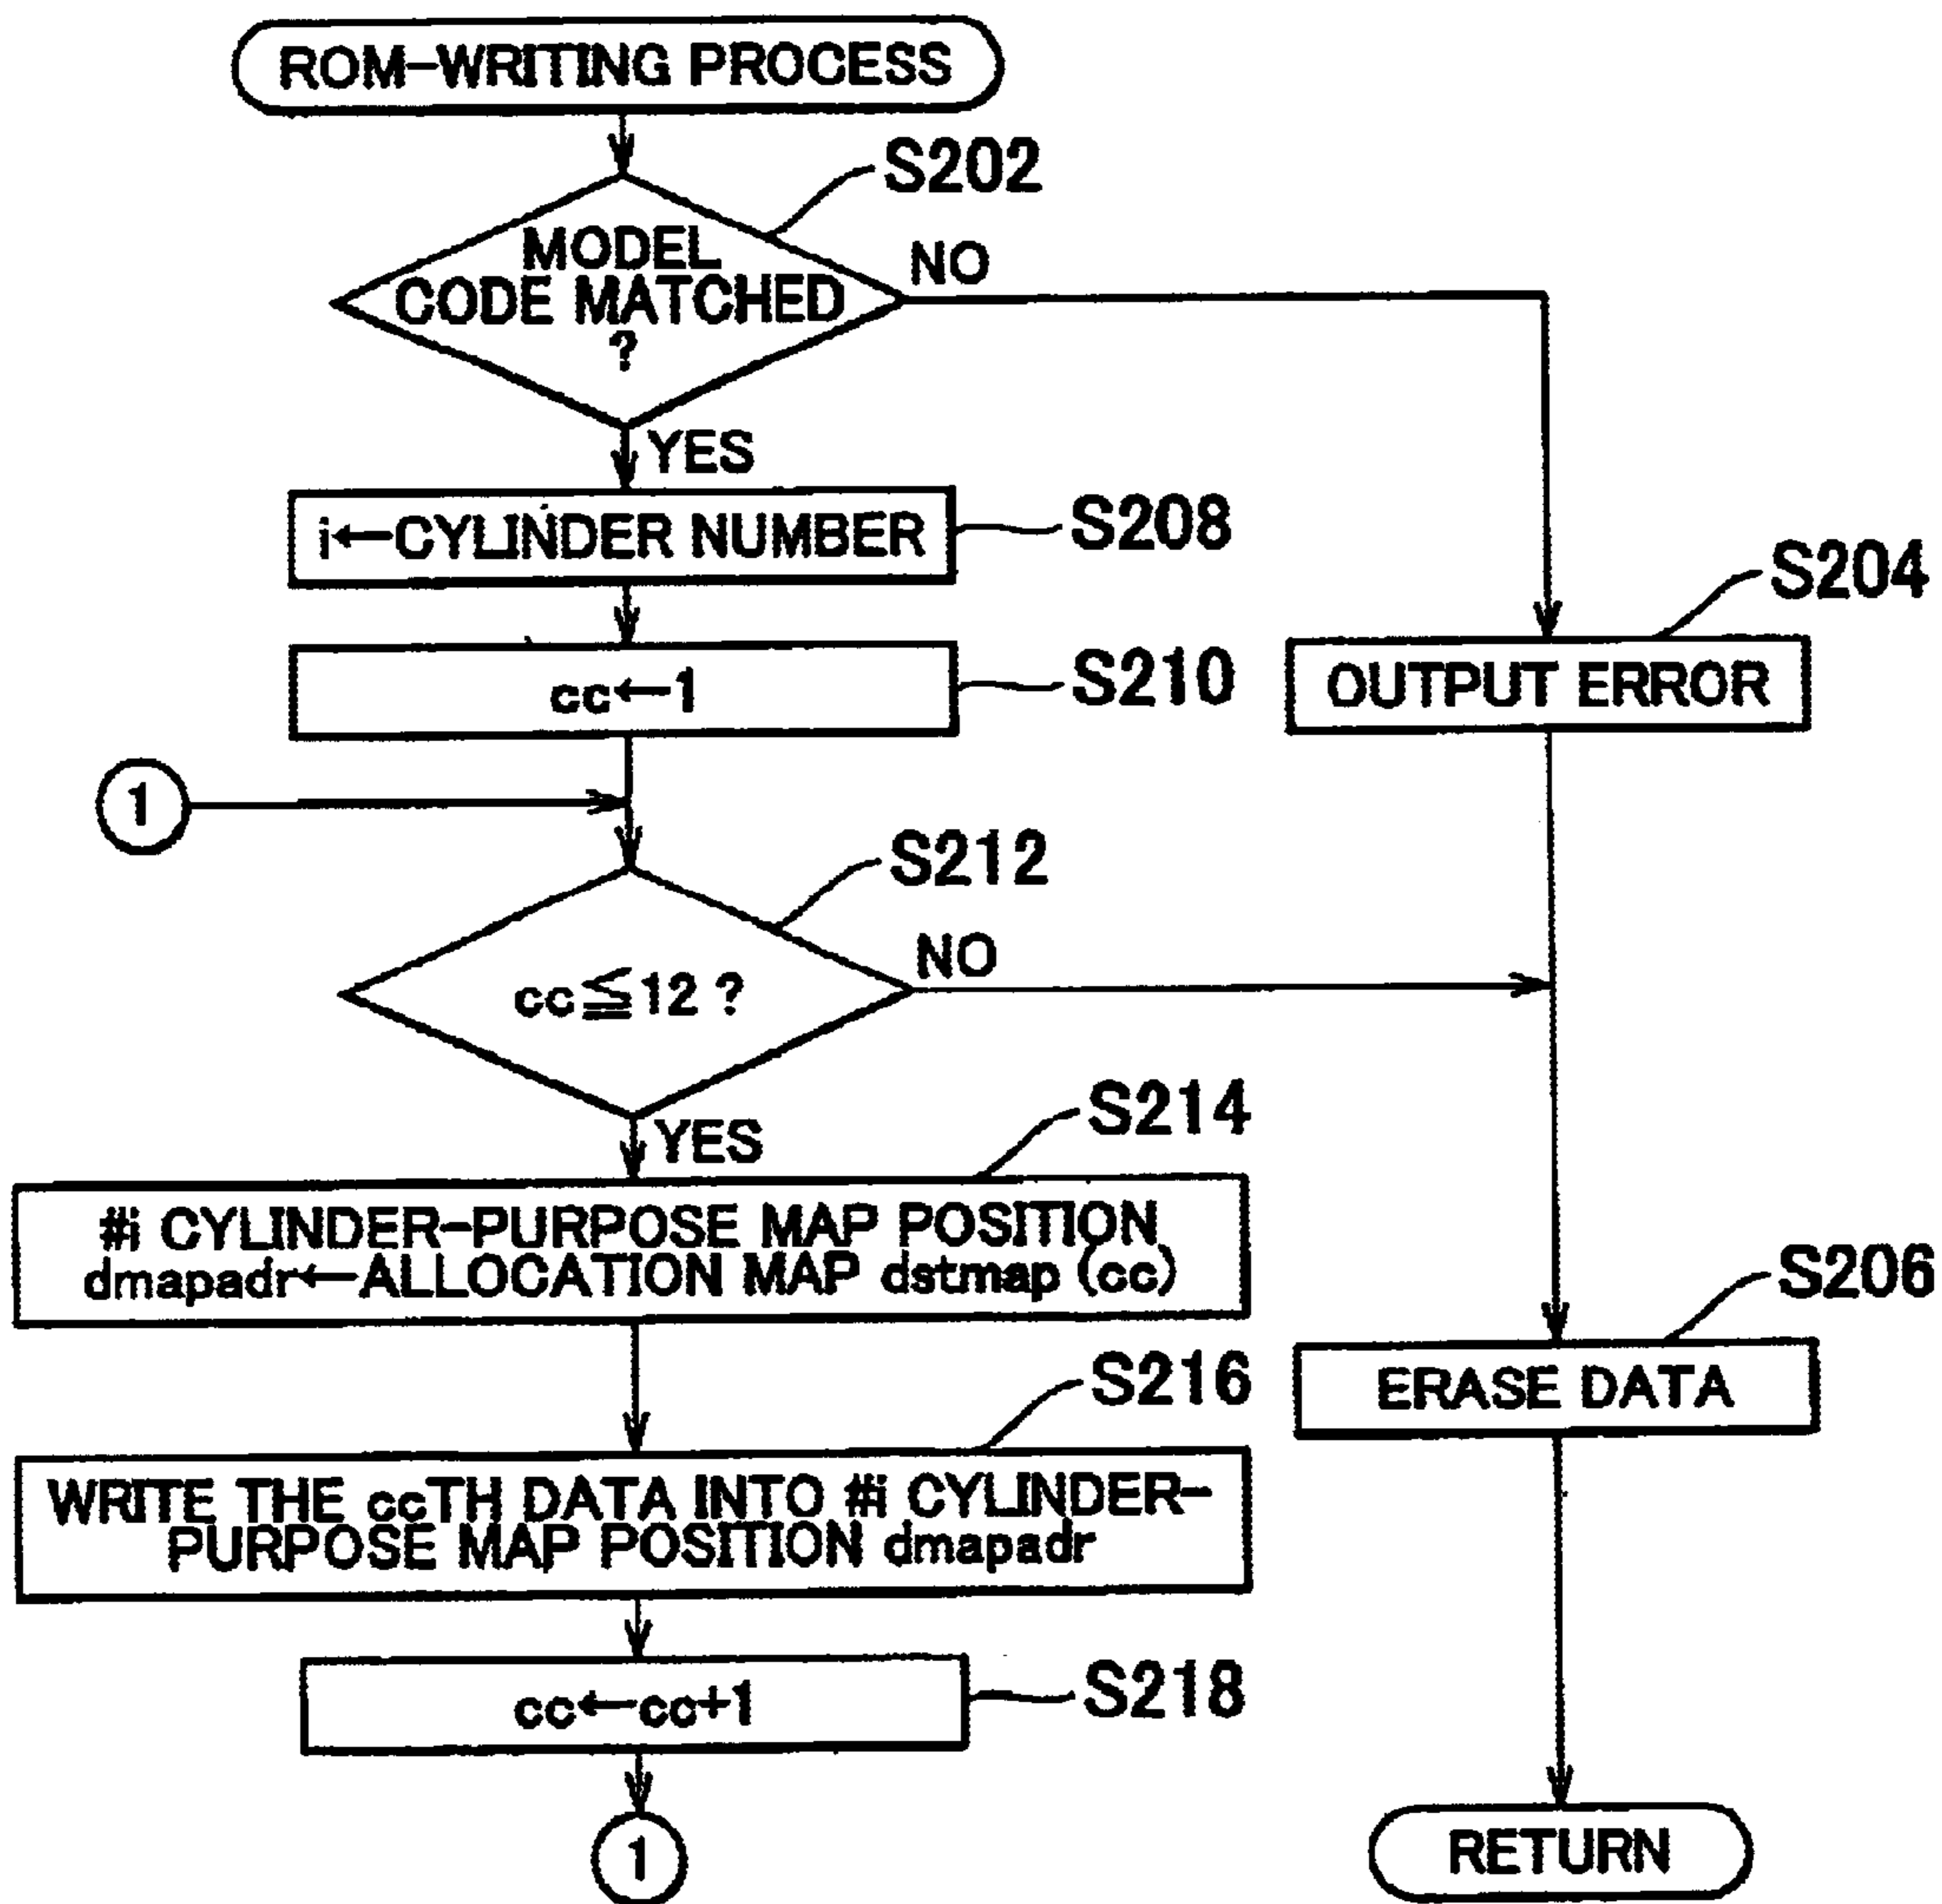 ROM-WRITING PROCESS
S202
MODEL
CODE MATCHED
?
NO
YES
i←CYLINDER NUMBER
S208
S204
cc←1
S210
OUTPUT ERROR
1
S212
cc≦12 ?
NO
YES
S214
#i CYLINDER-PURPOSE MAP POSITION
dmapadr←ALLOCATION MAP dstmap (cc)
S206
ERASE DATA
S216
WRITE THE ccTH DATA INTO #i CYLINDER-
PURPOSE MAP POSITION dmapadr
cc←cc+1
S218
1
RETURN